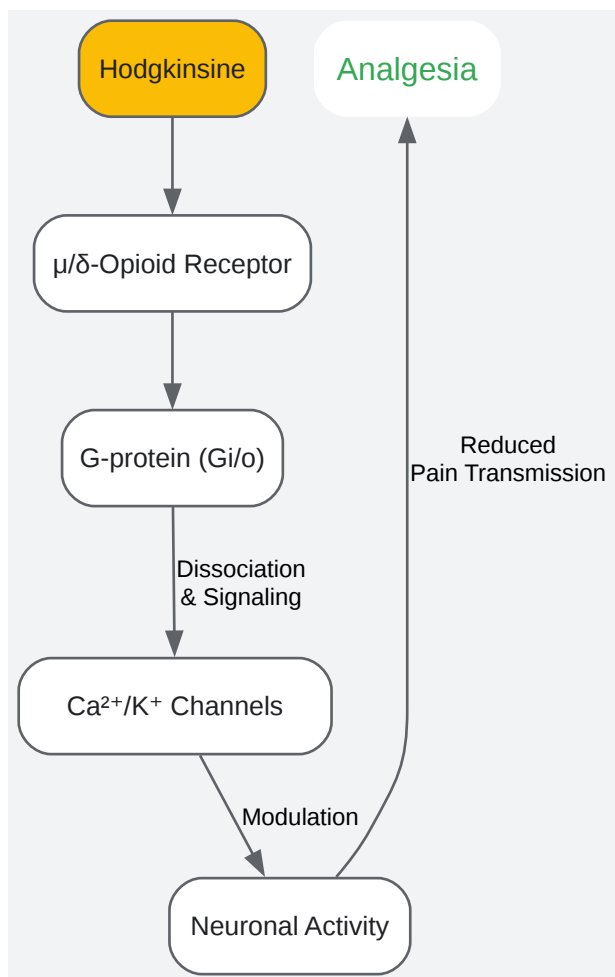 Hodgkinsine
Analgesia
μ/δ-Opioid Receptor
G-protein (Gi/o)
Reduced
Pain Transmission
Dissociation
& Signaling
Ca²⁺/K⁺ Channels
Modulation
Neuronal Activity